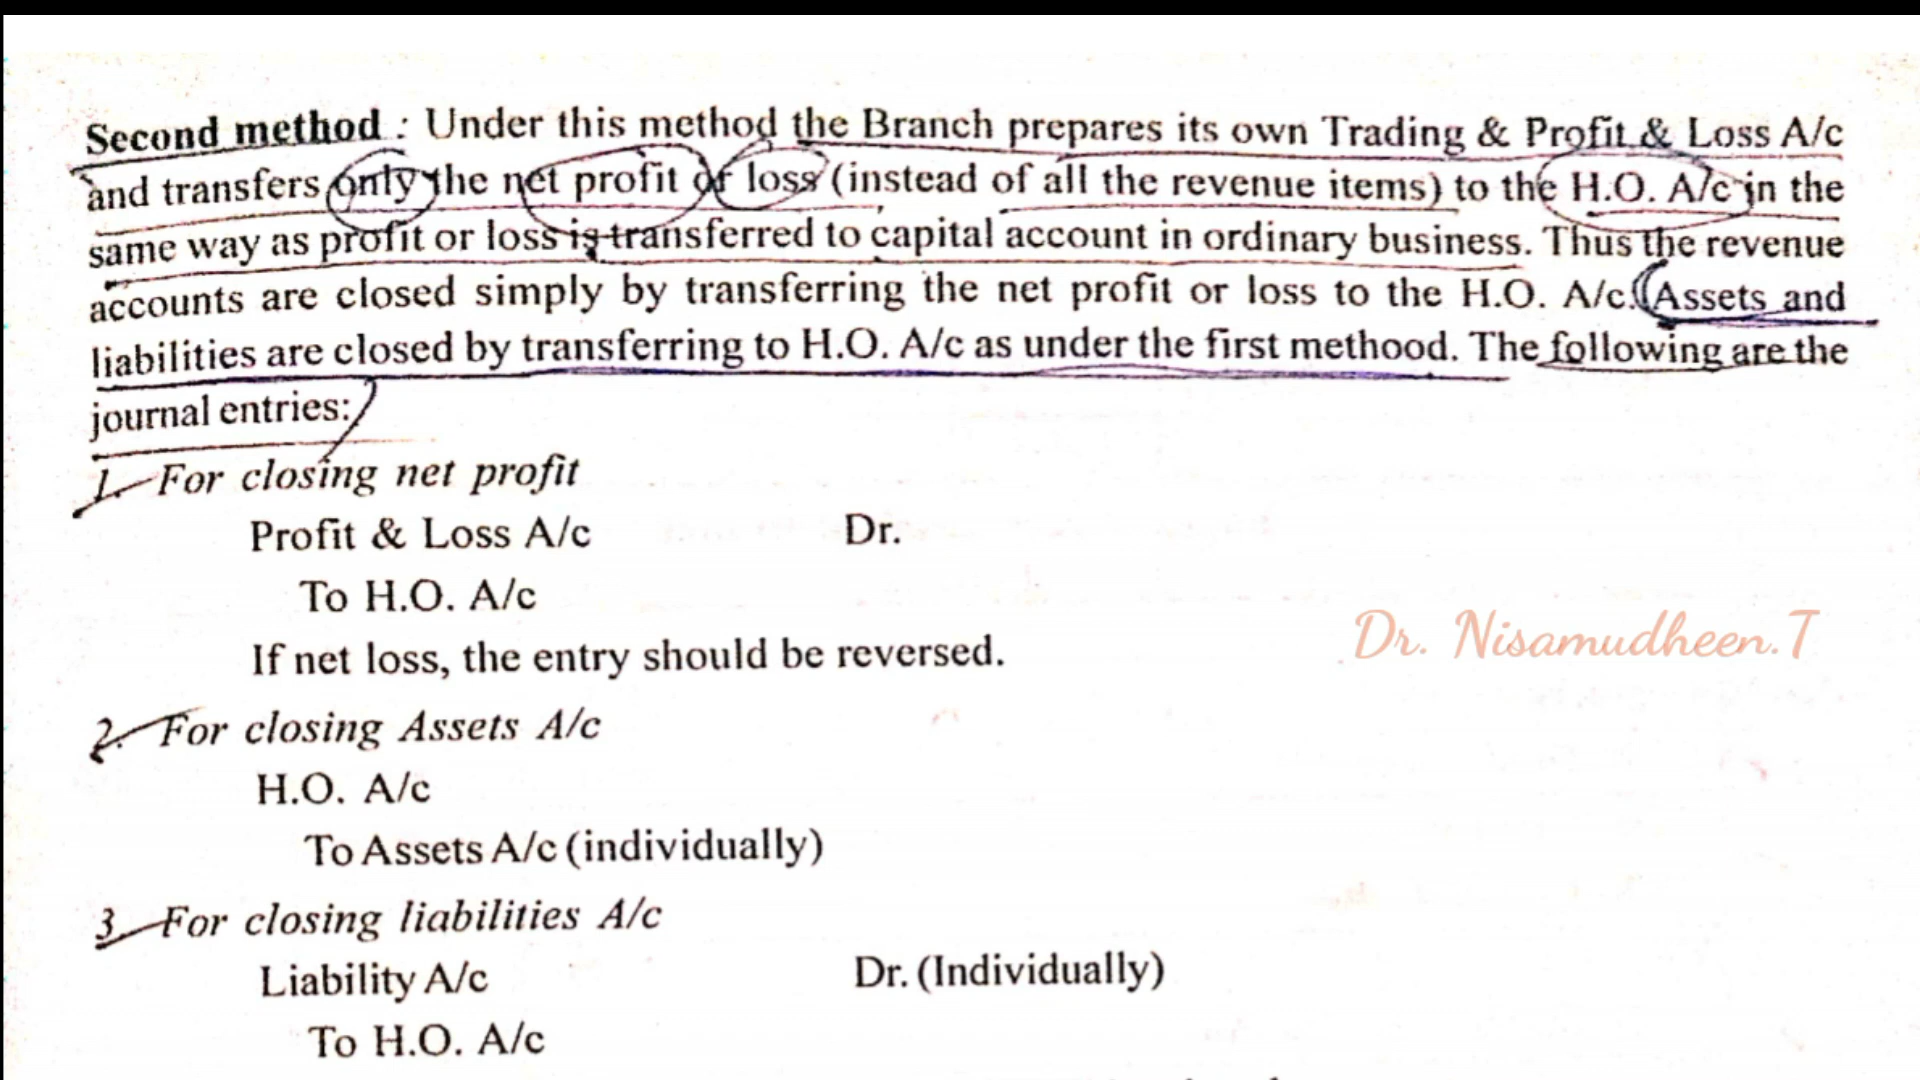 Second method : Under this method the Branch prepares its own Trading & Profit & Loss A/c
and transfers only the net profit or loss (instead of all the revenue items) to the H.O. A/c in the
same way as profit or loss is transferred to capital account in ordinary business. Thus the revenue
accounts are closed simply by transferring the net profit or loss to the H.O. A/c. Assets and
liabilities are closed by transferring to H.O. A/c as under the first methood. The following are the
journal entries:
1. For closing net profit
Profit & Loss A/c Dr.
To H.O. A/c
If net loss, the entry should be reversed.
Dr. Nisamudheen.T
2. For closing Assets A/c
H.O. A/c
To Assets A/c (individually)
3. For closing liabilities A/c
Liability A/c Dr. (Individually)
To H.O. A/c